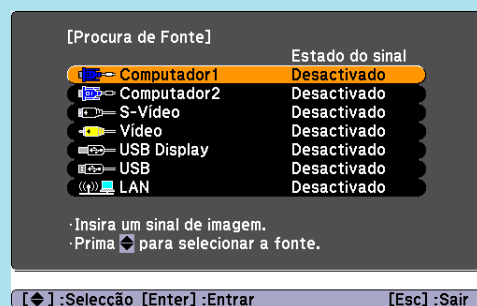 [Procura de Fonte]
Estado do sinal
Computador1 Desactivado
Computador2 Desactivado
S-Vídeo Desactivado
Vídeo Desactivado
USB Display Desactivado
USB Desactivado
LAN Desactivado
·Insira um sinal de imagem.
·Prima para selecionar a fonte.
[ ] :Selecção [Enter] :Entrar [Esc] :Sair